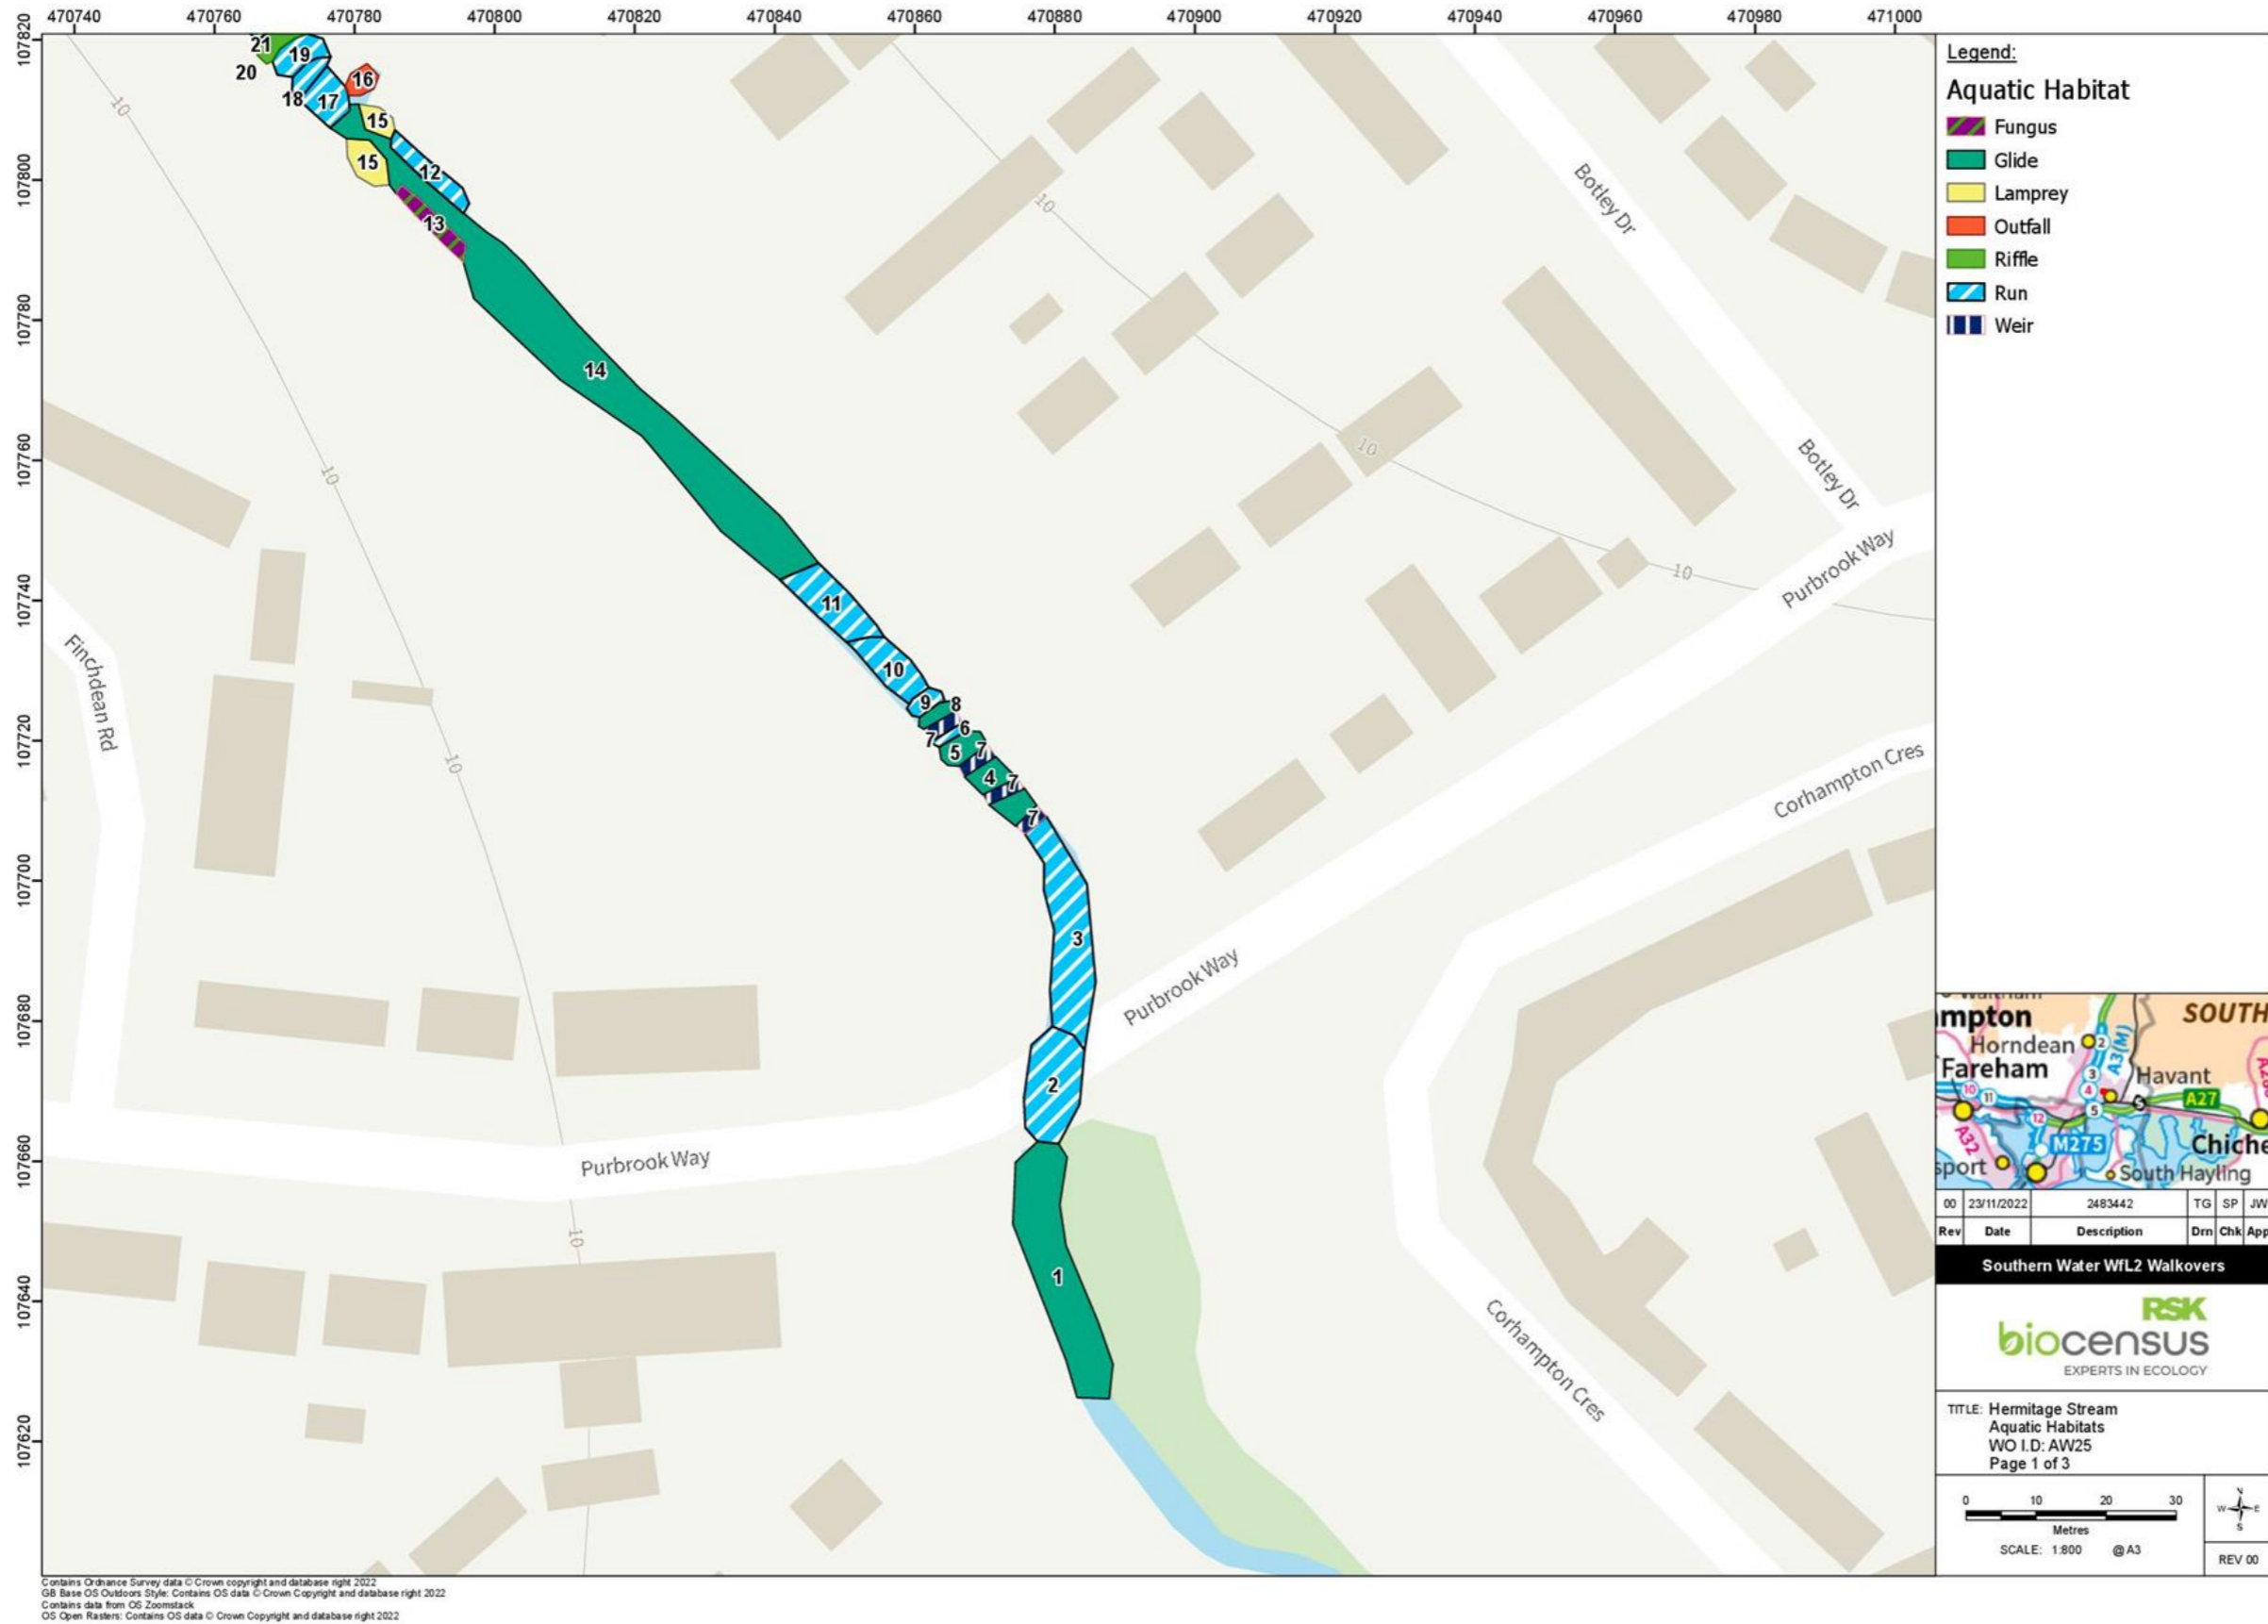 470740 470760 470780 470800 470820 470840 470860 470880 470900 470920 470940 470960 470980 471000
107820
107800
107780
107760
107740
107720
107700
107680
107660
107640
107620
21
19
20
16
18
17
15
15
12
13
14
11
10
9
8
6
7
5
7
4
7
7
3
2
1
10
10
10
10
10
10
10
Botley Dr
Botley Dr
Purbrook Way
Purbrook Way
Purbrook Way
Finchdean Rd
Corhampton Cres
Corhampton Cres
Legend:
Aquatic Habitat
Fungus
Glide
Lamprey
Outfall
Riffle
Run
Weir
mpton
SOUTH
Horndean
2
A3(M)
Fareham
3
Havant
10
11
4
A27
5
12
A32
M275
Chiche
sport
South Hayling
00 23/11/2022 2483442 TG SP JW
Rev Date Description Drn Chk App
Southern Water WfL2 Walkovers
RSK
biocensus
EXPERTS IN ECOLOGY
TITLE: Hermitage Stream
Aquatic Habitats
WO I.D: AW25
Page 1 of 3
0 10 20 30
Metres
SCALE: 1:800 @A3
N
W E
S
REV 00
Contains Ordnance Survey data © Crown copyright and database right 2022
GB Base OS Outdoors Style: Contains OS data © Crown Copyright and database right 2022
Contains data from OS Zoomstack
OS Open Rasters: Contains OS data © Crown Copyright and database right 2022